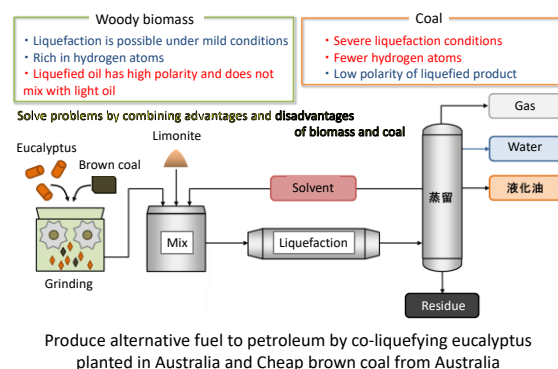 Woody biomass
・Liquefaction is possible under mild conditions
・Rich in hydrogen atoms
・Liquefied oil has high polarity and does not
mix with light oil
Coal
・Severe liquefaction conditions
・Fewer hydrogen atoms
・Low polarity of liquefied product
Solve problems by combining advantages and disadvantages
of biomass and coal
Eucalyptus
Brown coal
Limonite
Grinding
Mix
Solvent
Liquefaction
蒸留
Gas
Water
液化油
Residue
Produce alternative fuel to petroleum by co-liquefying eucalyptus
planted in Australia and Cheap brown coal from Australia